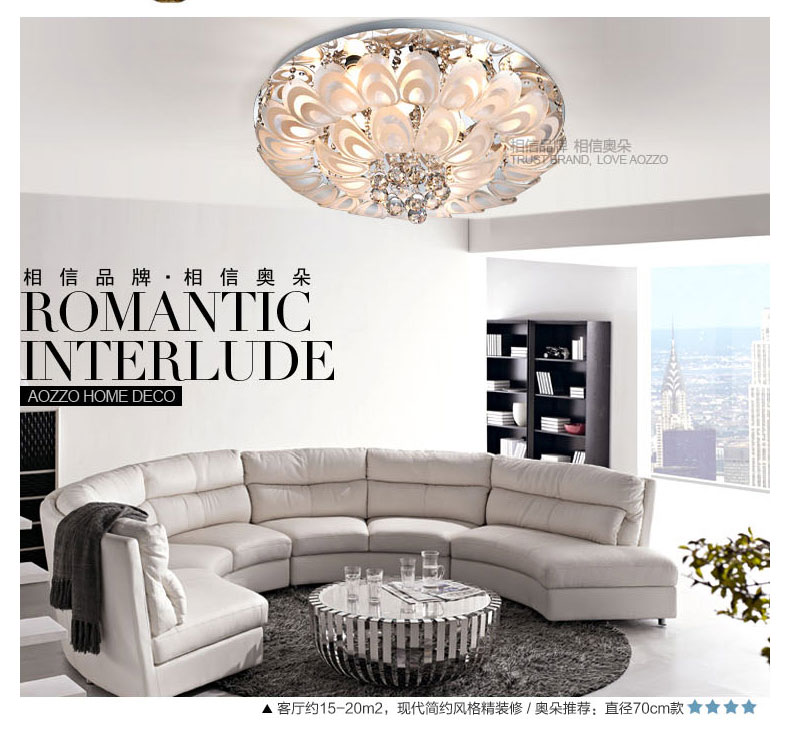 相信品牌 相信奥朵
TRUST BRAND, LOVE AOZZO
相信品牌·相信奥朵
ROMANTIC
INTERLUDE
AOZZO HOME DECO
▲ 客厅约15-20m2，现代简约风格精装修 / 奥朵推荐：直径70cm款 ★★★★